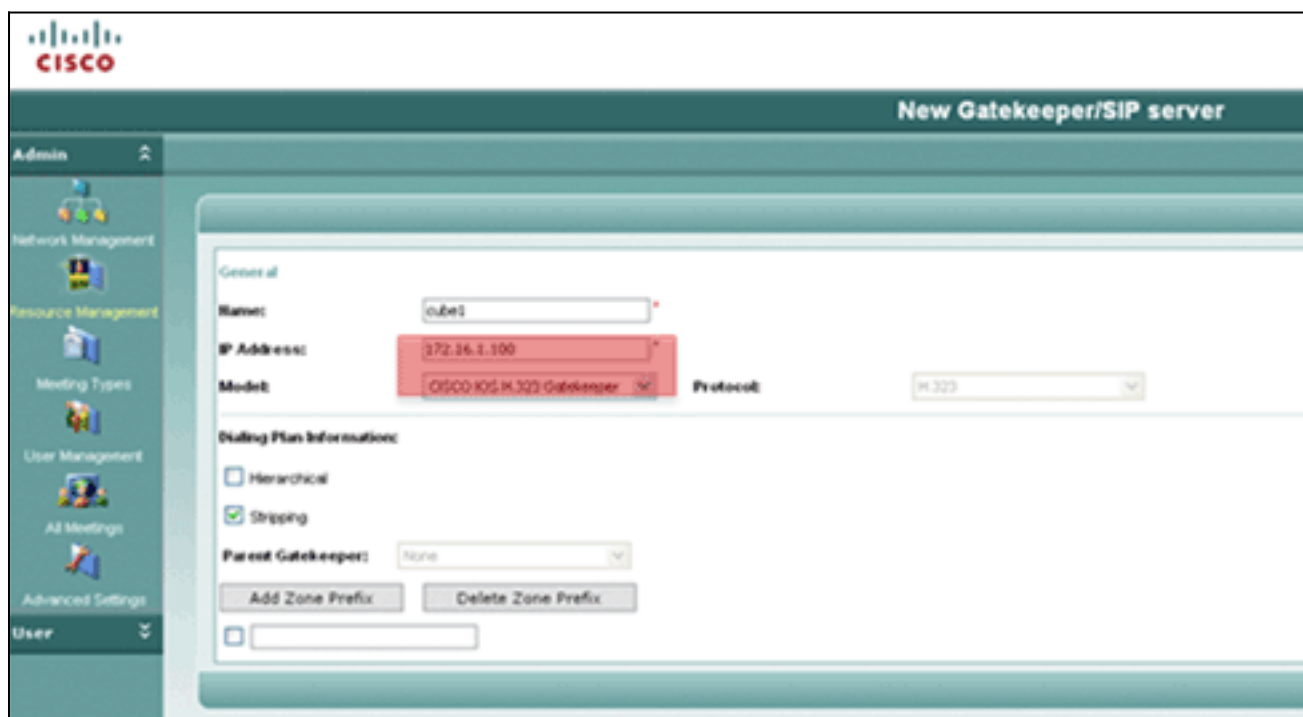 CISCO
New Gatekeeper/SIP server
Admin
Network Management
Resource Management
Meeting Types
User Management
All Meetings
Advanced Settings
User
General
Name: cube1 *
IP Address: 172.16.1.100 *
Model: CISCO IOS H.323 Gatekeeper Protocol: H.323
Dialing Plan Information:
Hierarchical
Stripping
Parent Gatekeeper: None
Add Zone Prefix Delete Zone Prefix